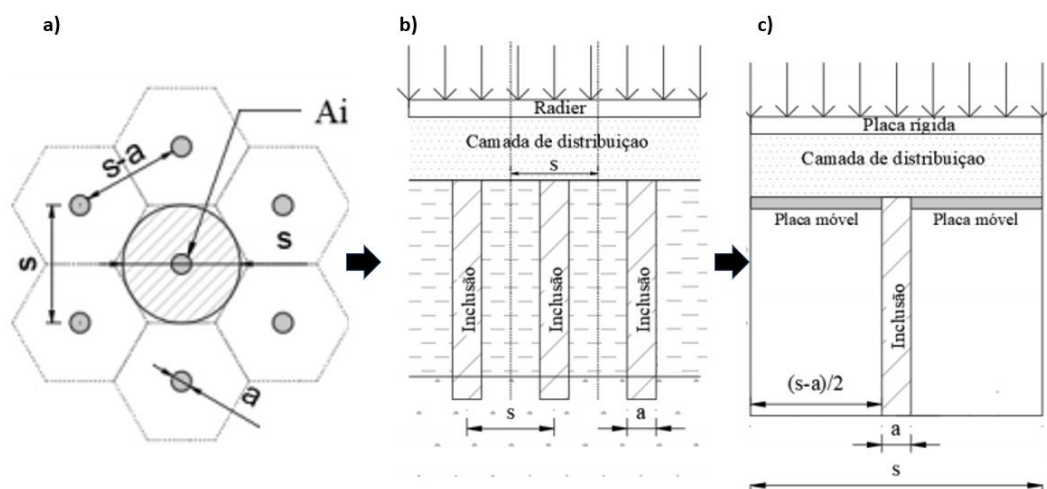 a)
Ai
s-a
s
s
a
b)
Radier
Camada de distribuiçao
s
Inclusão
Inclusão
Inclusão
s
a
c)
Placa rígida
Camada de distribuiçao
Placa móvel
Placa móvel
Inclusão
(s-a)/2
a
s